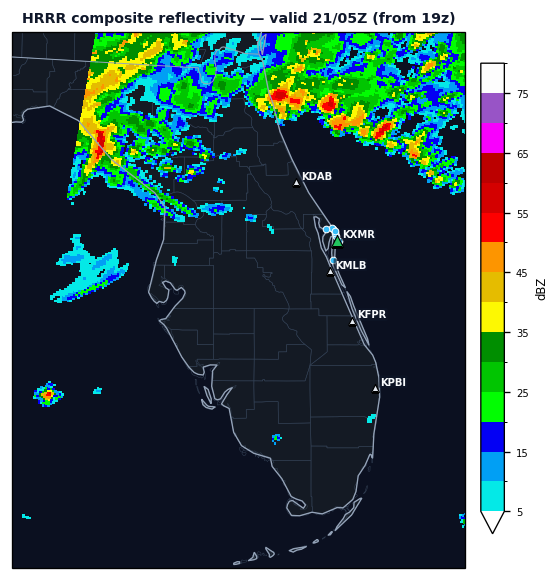 HRRR composite reflectivity — valid 21/05Z (from 19z)
KDAB
KXMR
KMLB
KFPR
KPBI
75
65
55
45
35
25
15
5
dBZ